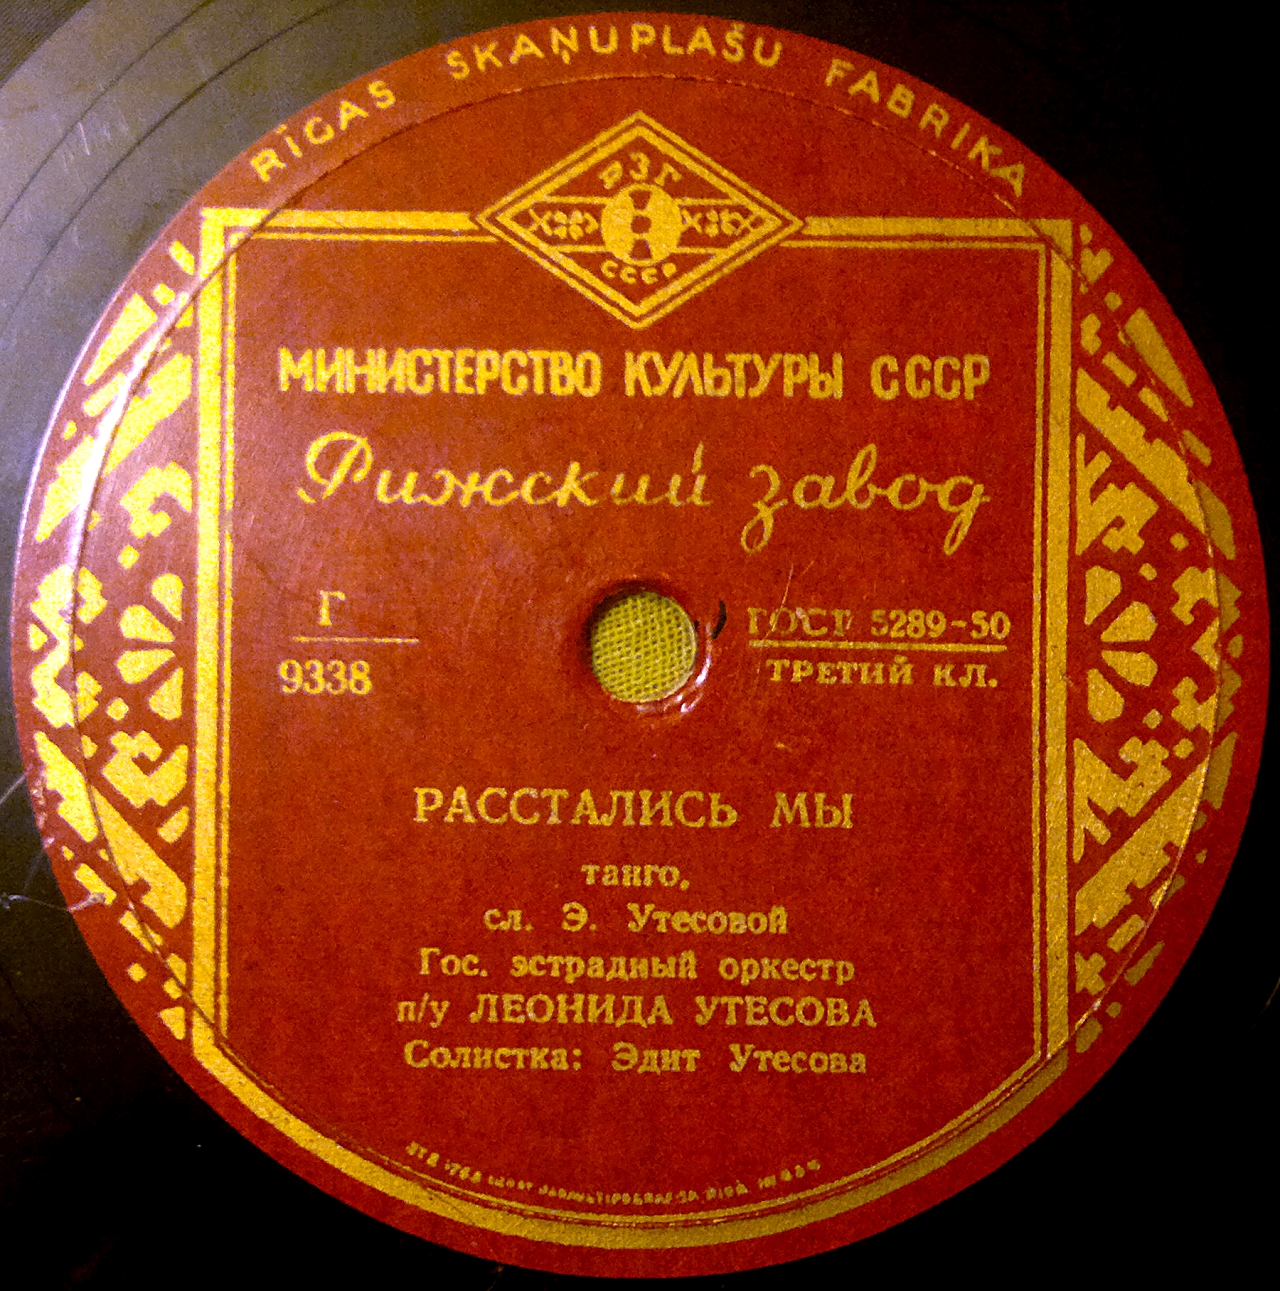 RĪGAS SKAŅUPLAŠU FABRIKA
РЗГ
СССР
МИНИСТЕРСТВО КУЛЬТУРЫ СССР
Рижский завод
Г
9338
ГОСТ 5289-50
ТРЕТИЙ КЛ.
РАССТАЛИСЬ МЫ
танго,
сл. Э. Утесовой
Гос. эстрадный оркестр
п/у ЛЕОНИДА УТЕСОВА
Солистка: Эдит Утесова